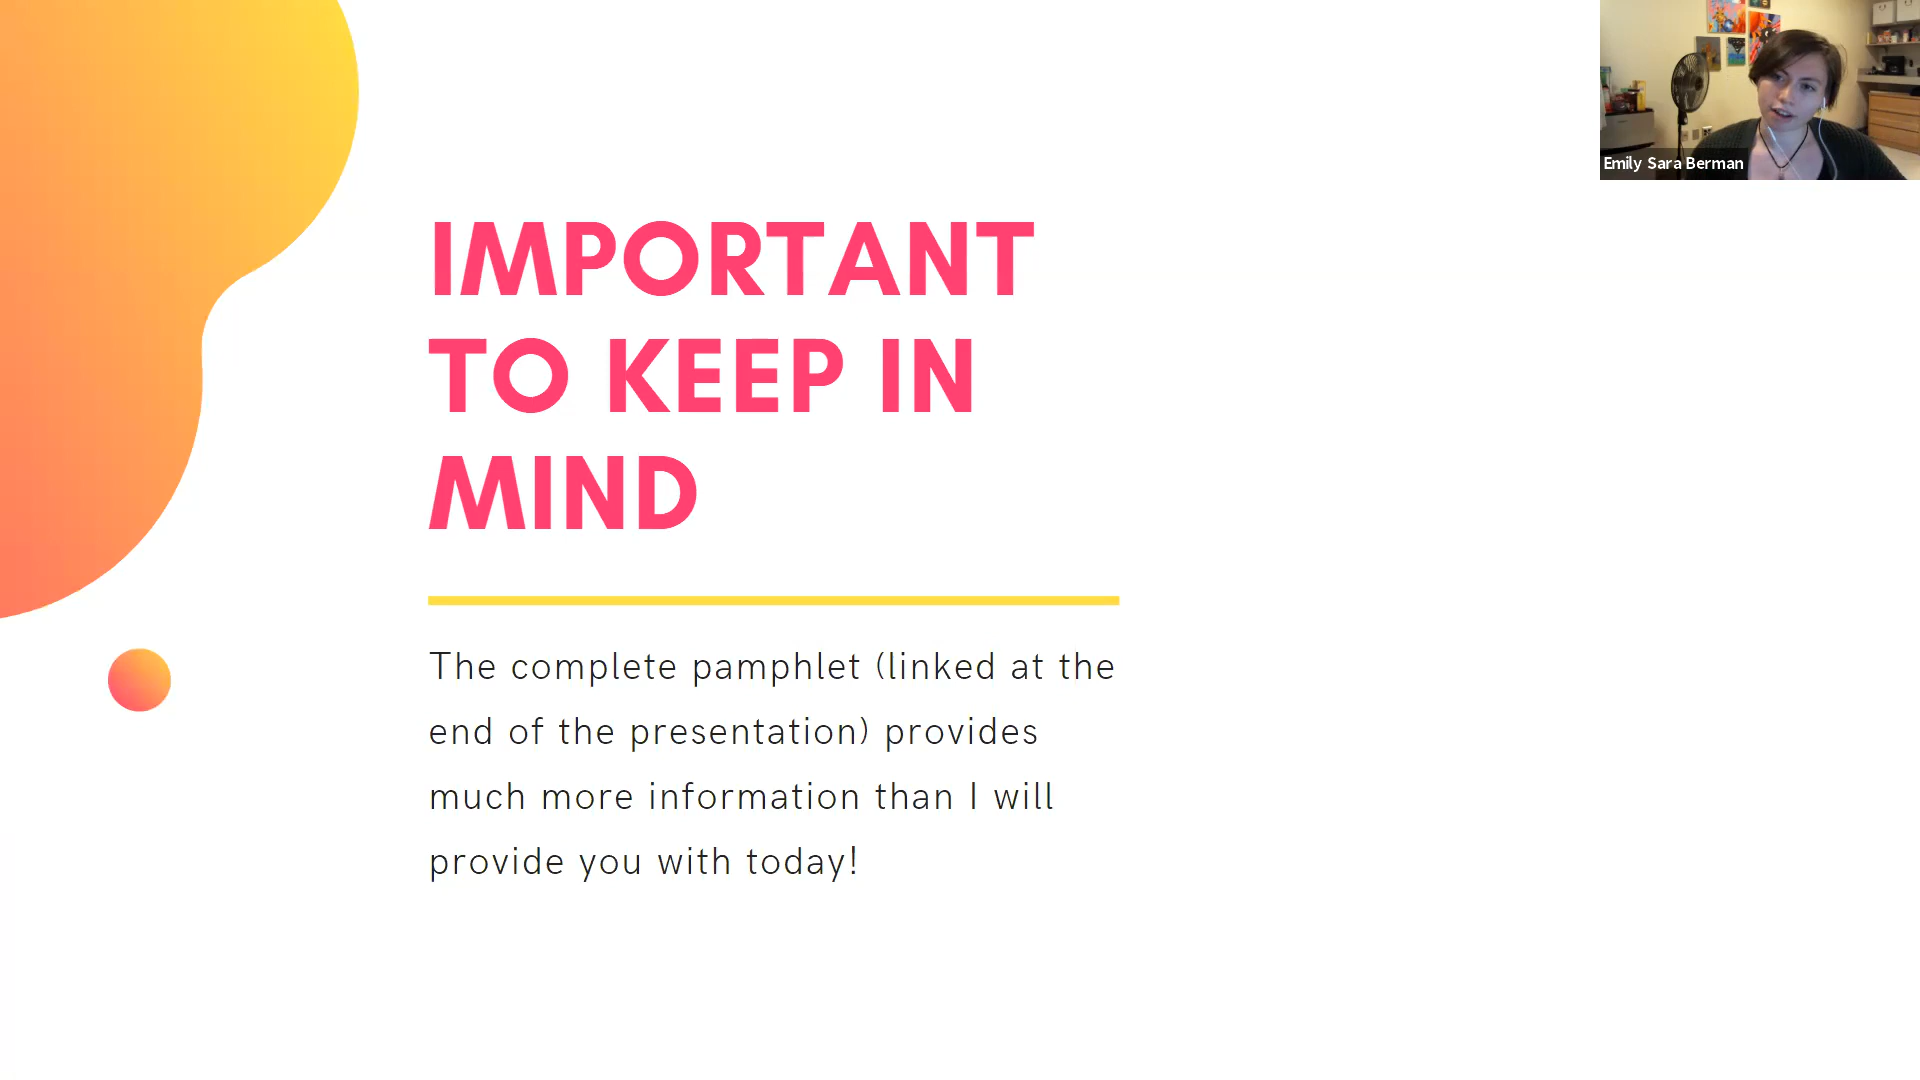 IMPORTANT
TO KEEP IN
MIND
The complete pamphlet (linked at the
end of the presentation) provides
much more information than I will
provide you with today!
Emily Sara Berman